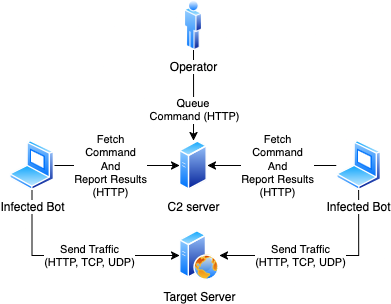 Operator
Queue
Command (HTTP)
Fetch
Command
And
Report Results
(HTTP)
Fetch
Command
And
Report Results
(HTTP)
Infected Bot
C2 server
Infected Bot
Send Traffic
(HTTP, TCP, UDP)
Send Traffic
(HTTP, TCP, UDP)
Target Server